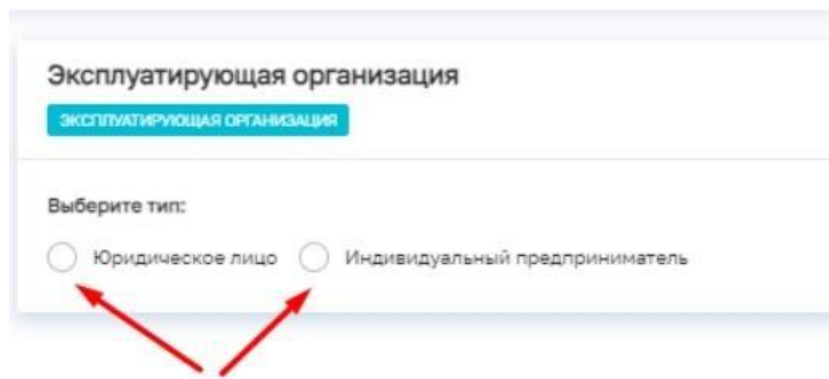 Эксплуатирующая организация
ЭКСПЛУАТИРУЮЩАЯ ОРГАНИЗАЦИЯ
Выберите тип:
Юридическое лицо Индивидуальный предприниматель